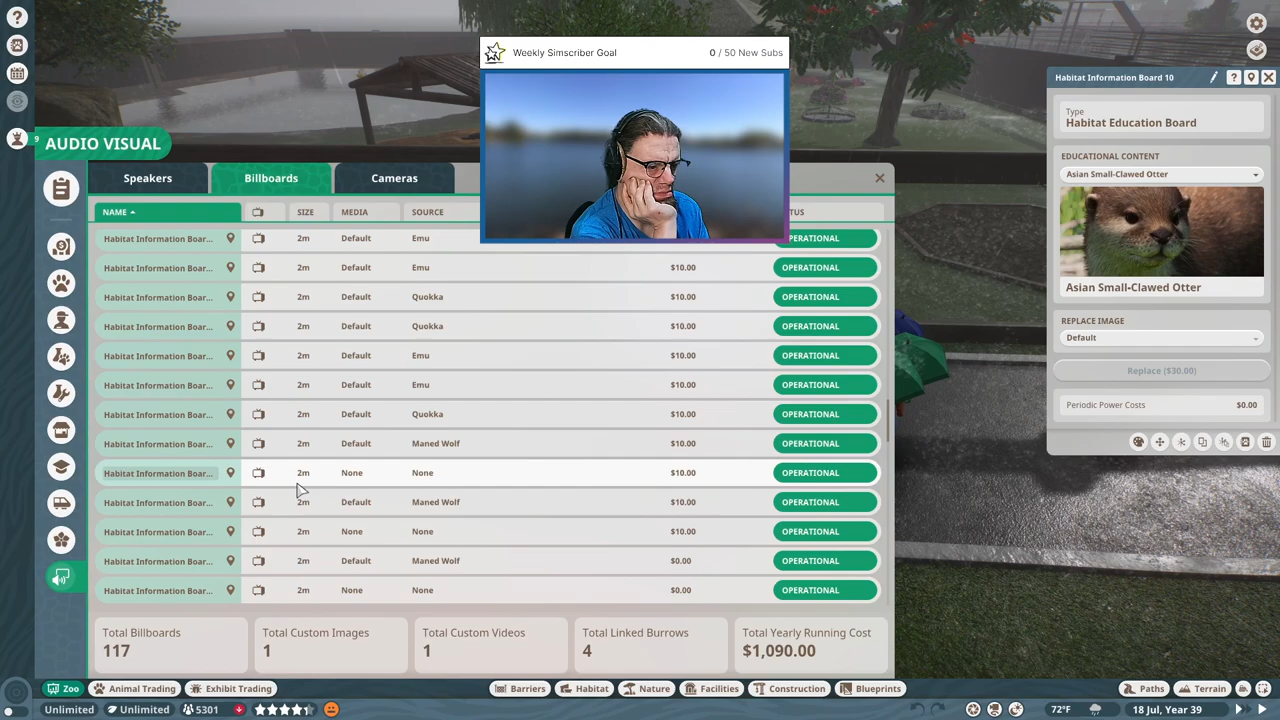 Weekly Simscriber Goal 0 / 50 New Subs
Habitat Information Board 10
?
Type
Habitat Education Board
EDUCATIONAL CONTENT
Asian Small-Clawed Otter
Asian Small-Clawed Otter
REPLACE IMAGE
Default
Replace ($30.00)
Periodic Power Costs $0.00
?
9
AUDIO VISUAL
Speakers Billboards Cameras
NAME SIZE MEDIA SOURCE TUS
Habitat Information Boar... 2m Default Emu OPERATIONAL
Habitat Information Boar... 2m Default Emu $10.00 OPERATIONAL
Habitat Information Boar... 2m Default Quokka $10.00 OPERATIONAL
Habitat Information Boar... 2m Default Quokka $10.00 OPERATIONAL
Habitat Information Boar... 2m Default Emu $10.00 OPERATIONAL
Habitat Information Boar... 2m Default Emu $10.00 OPERATIONAL
Habitat Information Boar... 2m Default Quokka $10.00 OPERATIONAL
Habitat Information Boar... 2m Default Maned Wolf $10.00 OPERATIONAL
Habitat Information Boar... 2m None None $10.00 OPERATIONAL
Habitat Information Boar... 2m Default Maned Wolf $10.00 OPERATIONAL
Habitat Information Boar... 2m None None $10.00 OPERATIONAL
Habitat Information Boar... 2m Default Maned Wolf $0.00 OPERATIONAL
Habitat Information Boar... 2m None None $0.00 OPERATIONAL
Total Billboards Total Custom Images Total Custom Videos Total Linked Burrows Total Yearly Running Cost
117 1 1 4 $1,090.00
Zoo Animal Trading Exhibit Trading Barriers Habitat Nature Facilities Construction Blueprints Paths Terrain
Unlimited Unlimited 5301 72°F 18 Jul, Year 39